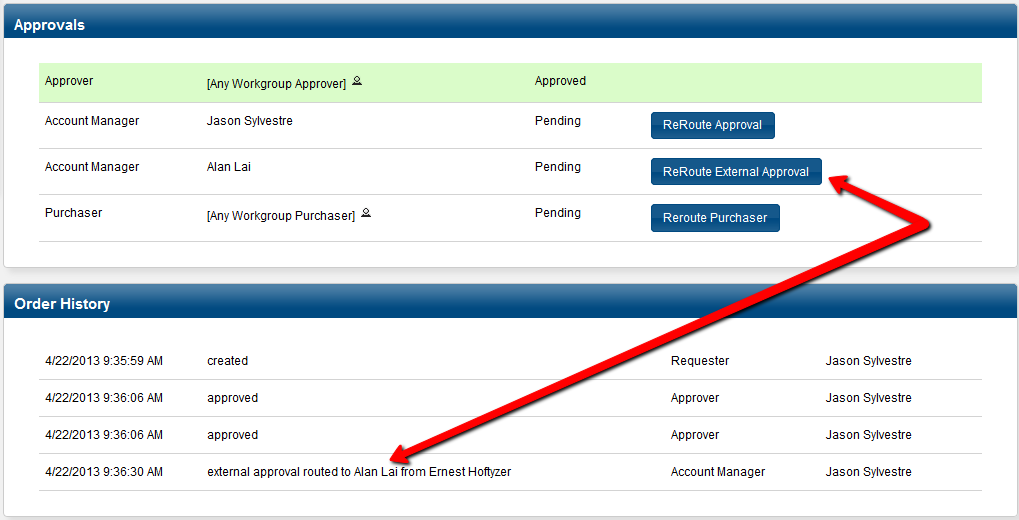 Approvals
Approver [Any Workgroup Approver] Approved
Account Manager Jason Sylvestre Pending ReRoute Approval
Account Manager Alan Lai Pending ReRoute External Approval
Purchaser [Any Workgroup Purchaser] Pending Reroute Purchaser
Order History
4/22/2013 9:35:59 AM created Requester Jason Sylvestre
4/22/2013 9:36:06 AM approved Approver Jason Sylvestre
4/22/2013 9:36:06 AM approved Approver Jason Sylvestre
4/22/2013 9:36:30 AM external approval routed to Alan Lai from Ernest Hoftyzer Account Manager Jason Sylvestre